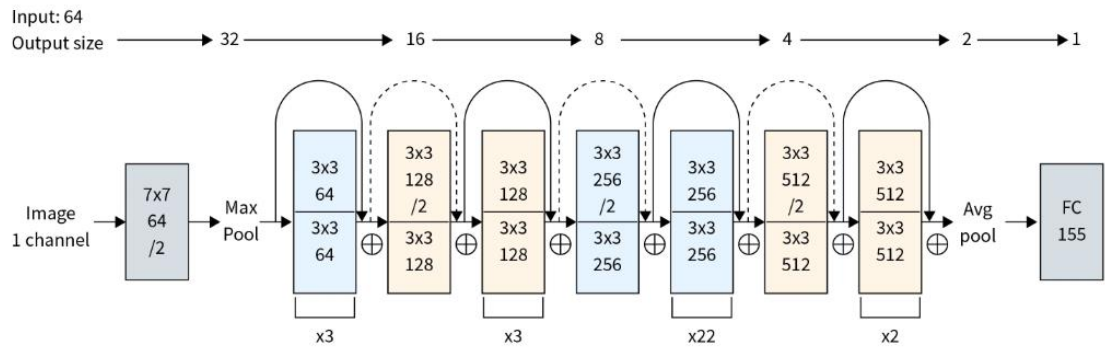 Input: 64
Output size
32
16
8
4
2
1
Image
1 channel
7x7
64
/2
Max
Pool
3x3
64
3x3
64
x3
3x3
128
/2
3x3
128
3x3
128
3x3
128
x3
3x3
256
/2
3x3
256
3x3
256
3x3
256
x22
3x3
512
/2
3x3
512
3x3
512
3x3
512
x2
Avg
pool
FC
155